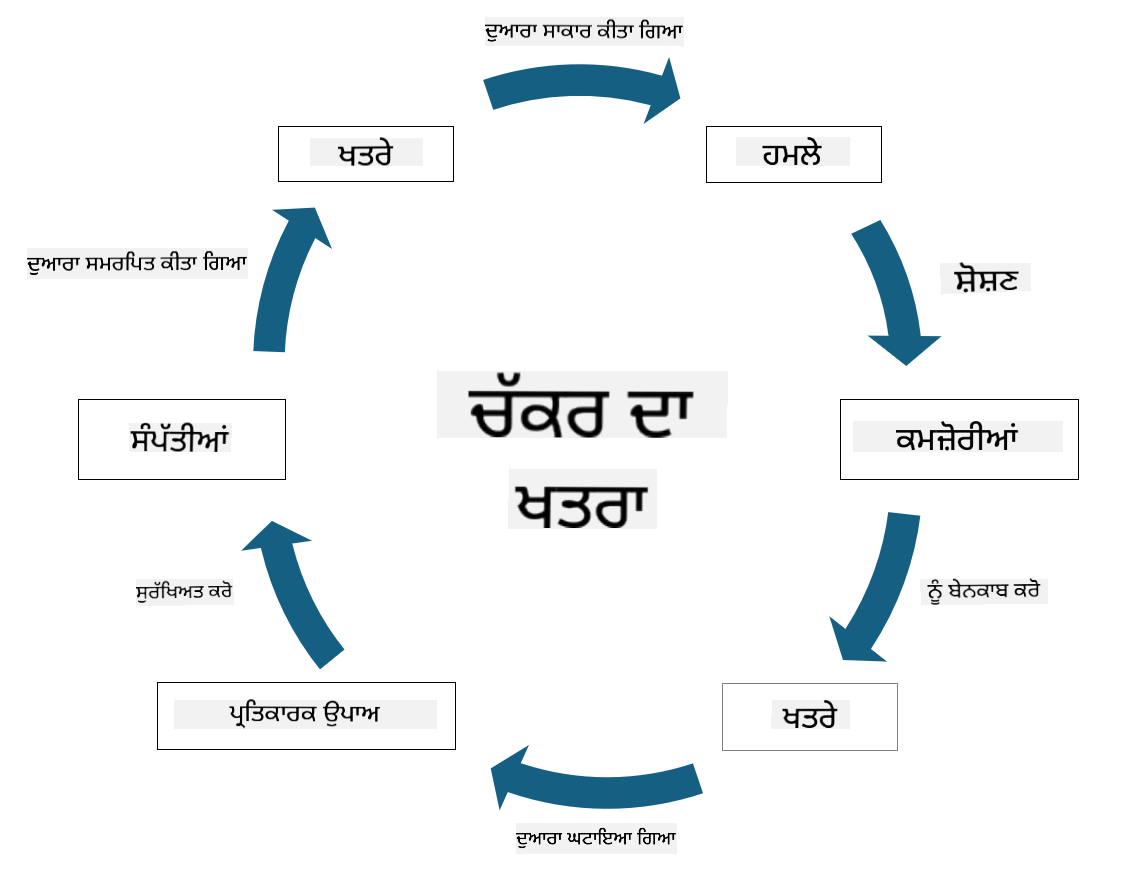 ਦੁਆਰਾ ਸਾਕਾਰ ਕੀਤਾ ਗਿਆ
ਖਤਰੇ
ਹਮਲੇ
ਦੁਆਰਾ ਸਮਰਪਿਤ ਕੀਤਾ ਗਿਆ
ਸ਼ੋਸ਼ਣ
ਚੱਕਰ ਦਾ
ਖਤਰਾ
ਸੰਪੱਤੀਆਂ
ਕਮਜ਼ੋਰੀਆਂ
ਸੁਰੱਖਿਅਤ ਕਰੋ
ਨੂੰ ਬੇਨਕਾਬ ਕਰੋ
ਪ੍ਰਤਿਕਾਰਕ ਉਪਾਅ
ਖਤਰੇ
ਦੁਆਰਾ ਘਟਾਇਆ ਗਿਆ